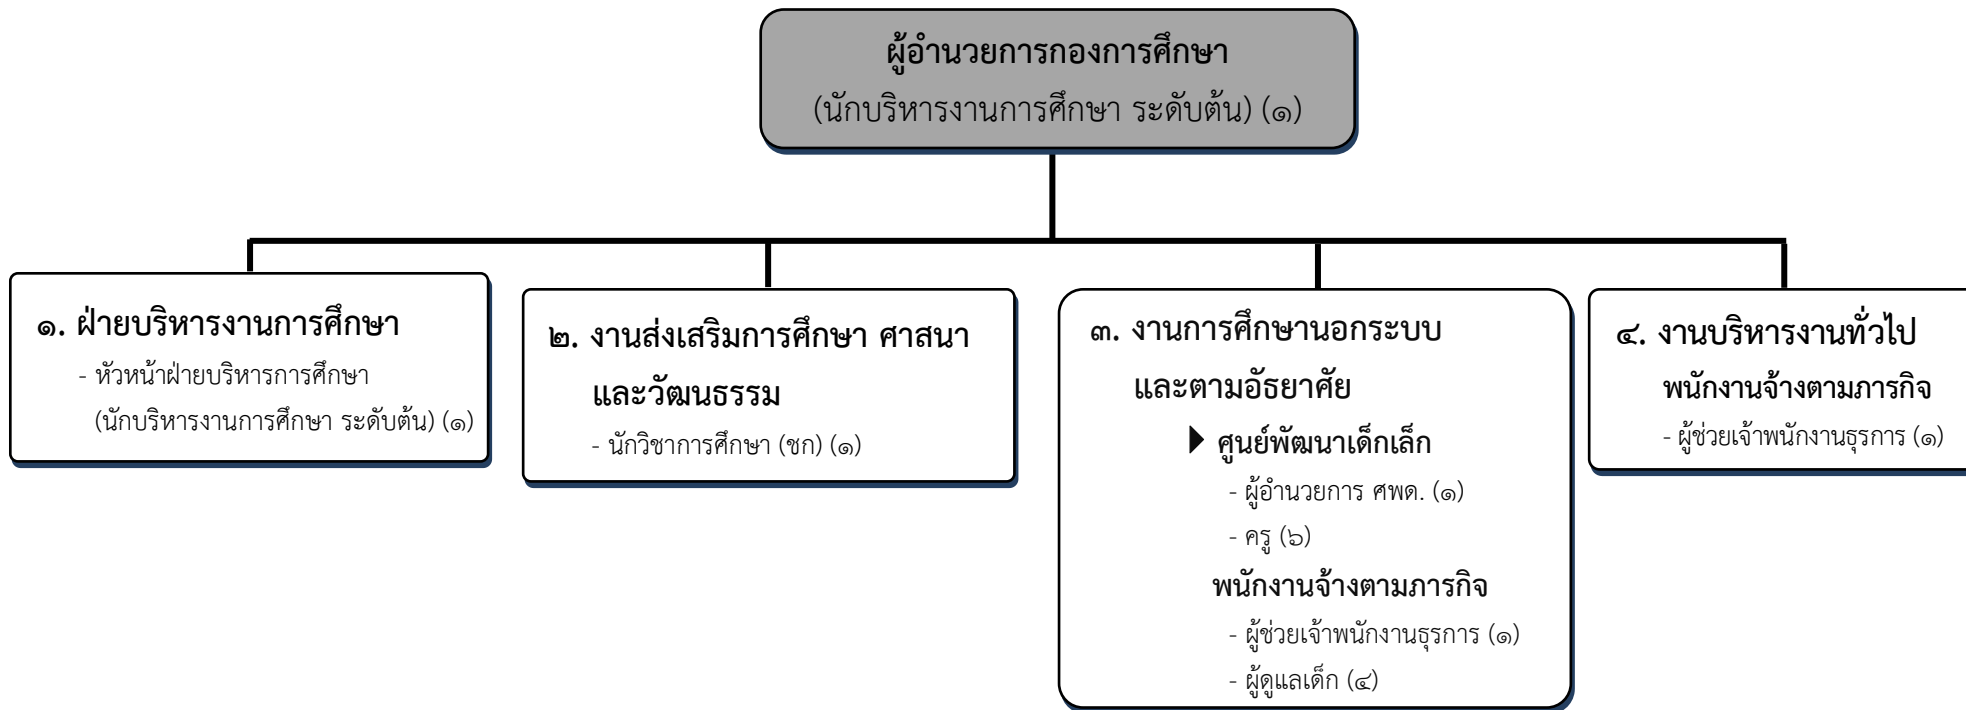 ผู้อำนวยการกองการศึกษา
(นักบริหารงานการศึกษา ระดับต้น) (๑)
๑. ฝ่ายบริหารงานการศึกษา
- หัวหน้าฝ่ายบริหารการศึกษา
(นักบริหารงานการศึกษา ระดับต้น) (๑)
๒. งานส่งเสริมการศึกษา ศาสนา
และวัฒนธรรม
- นักวิชาการศึกษา (ชก) (๑)
๓. งานการศึกษานอกระบบ
และตามอัธยาศัย
ศูนย์พัฒนาเด็กเล็ก
- ผู้อำนวยการ ศพด. (๑)
- ครู (๖)
พนักงานจ้างตามภารกิจ
- ผู้ช่วยเจ้าพนักงานธุรการ (๑)
- ผู้ดูแลเด็ก (๔)
๔. งานบริหารงานทั่วไป
พนักงานจ้างตามภารกิจ
- ผู้ช่วยเจ้าพนักงานธุรการ (๑)